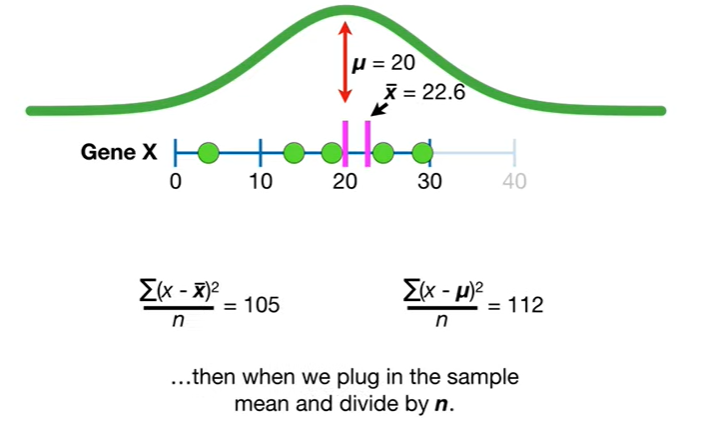 μ = 20
x̄ = 22.6
Gene X
0 10 20 30 40
∑(x - x̄)²
n
= 105
∑(x - μ)²
n
= 112
…then when we plug in the sample
mean and divide by n.